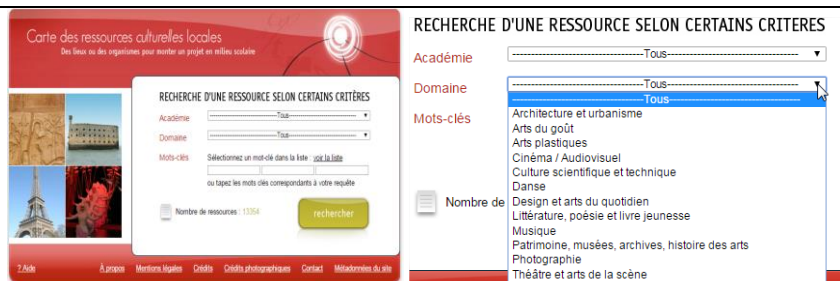 Carte des ressources culturelles locales
Des lieux ou des organismes pour monter un projet en milieu scolaire
RECHERCHE D'UNE RESSOURCE SELON CERTAINS CRITÈRES
Académie
-----Tous-----
Domaine
-----Tous-----
Mots-clés Sélectionnez un mot-clé dans la liste : voir la liste
ou tapez les mots clés correspondants à votre requête
Nombre de ressources : 13354
rechercher
? Aide À propos Mentions légales Crédits Crédits photographiques Contact Métadonnées du site
RECHERCHE D'UNE RESSOURCE SELON CERTAINS CRITERES
Académie
-----Tous-----
Domaine
-----Tous-----
-----Tous-----
Mots-clés
Architecture et urbanisme
Arts du goût
Arts plastiques
Cinéma / Audiovisuel
Culture scientifique et technique
Danse
Nombre de
Design et arts du quotidien
Littérature, poésie et livre jeunesse
Musique
Patrimoine, musées, archives, histoire des arts
Photographie
Théâtre et arts de la scène